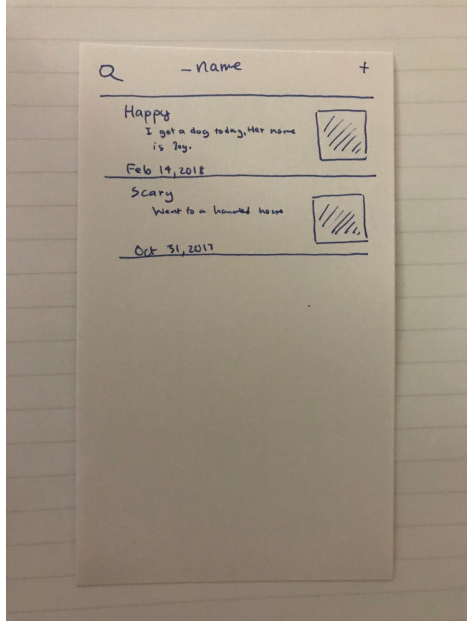 _ name +
Happy
I got a dog today. Her name
is Joy.
Feb 14, 2018
Scary
Went to a haunted house
Oct 31, 2017